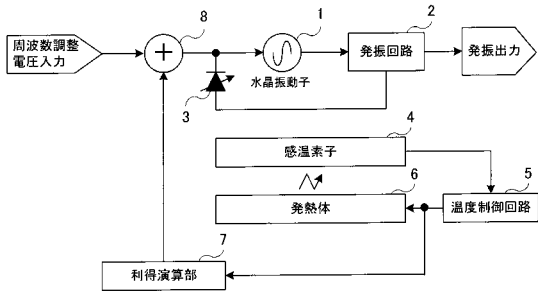 周波数調整
電圧入力
8
+
1
水晶振動子
2
発振回路
発振出力
3
4
感温素子
6
発熱体
5
温度制御回路
7
利得演算部